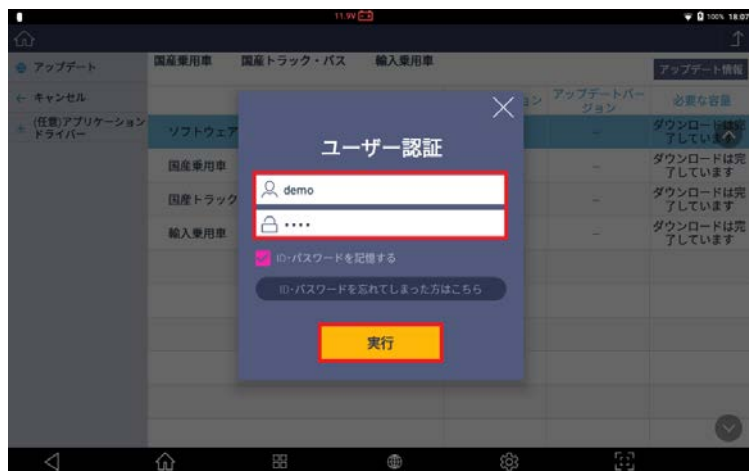 11.9V
100% 18:07
アップデート
キャンセル
(任意)アプリケーション
ドライバー
国産乗用車 国産トラック・バス 輸入乗用車
アップデート情報
ョン
アップデートバー
ジョン
必要な容量
ソフトウェア
–
ダウンロードは完
了しています
国産乗用車
–
ダウンロードは完
了しています
国産トラック
–
ダウンロードは完
了しています
輸入乗用車
–
ダウンロードは完
了しています
ユーザー認証
demo
••••
ID・パスワードを記憶する
ID・パスワードを忘れてしまった方はこちら
実行